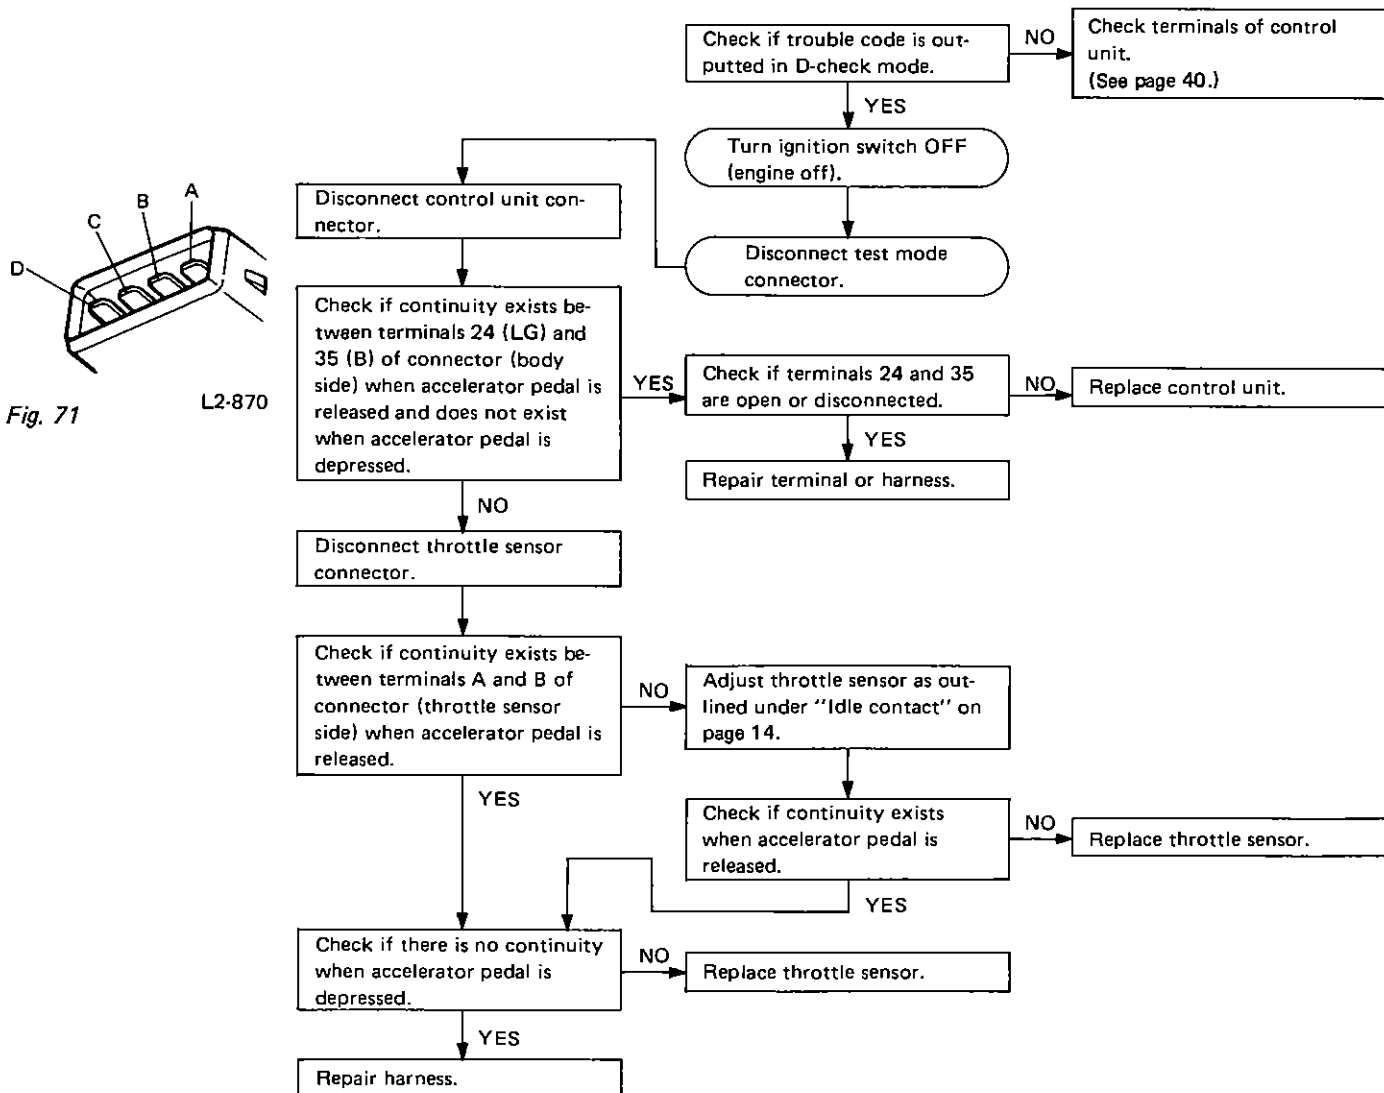 Check if trouble code is out-
putted in D-check mode.
NO
Check terminals of control
unit.
(See page 40.)
YES
Turn ignition switch OFF
(engine off).
Disconnect test mode
connector.
Disconnect control unit con-
nector.
A
B
C
D
Fig. 71
L2-870
Check if continuity exists be-
tween terminals 24 (LG) and
35 (B) of connector (body
side) when accelerator pedal is
released and does not exist
when accelerator pedal is
depressed.
YES
Check if terminals 24 and 35
are open or disconnected.
NO
Replace control unit.
YES
Repair terminal or harness.
NO
Disconnect throttle sensor
connector.
Check if continuity exists be-
tween terminals A and B of
connector (throttle sensor
side) when accelerator pedal is
released.
NO
Adjust throttle sensor as out-
lined under "Idle contact" on
page 14.
YES
Check if continuity exists
when accelerator pedal is
released.
NO
Replace throttle sensor.
YES
Check if there is no continuity
when accelerator pedal is
depressed.
NO
Replace throttle sensor.
YES
Repair harness.